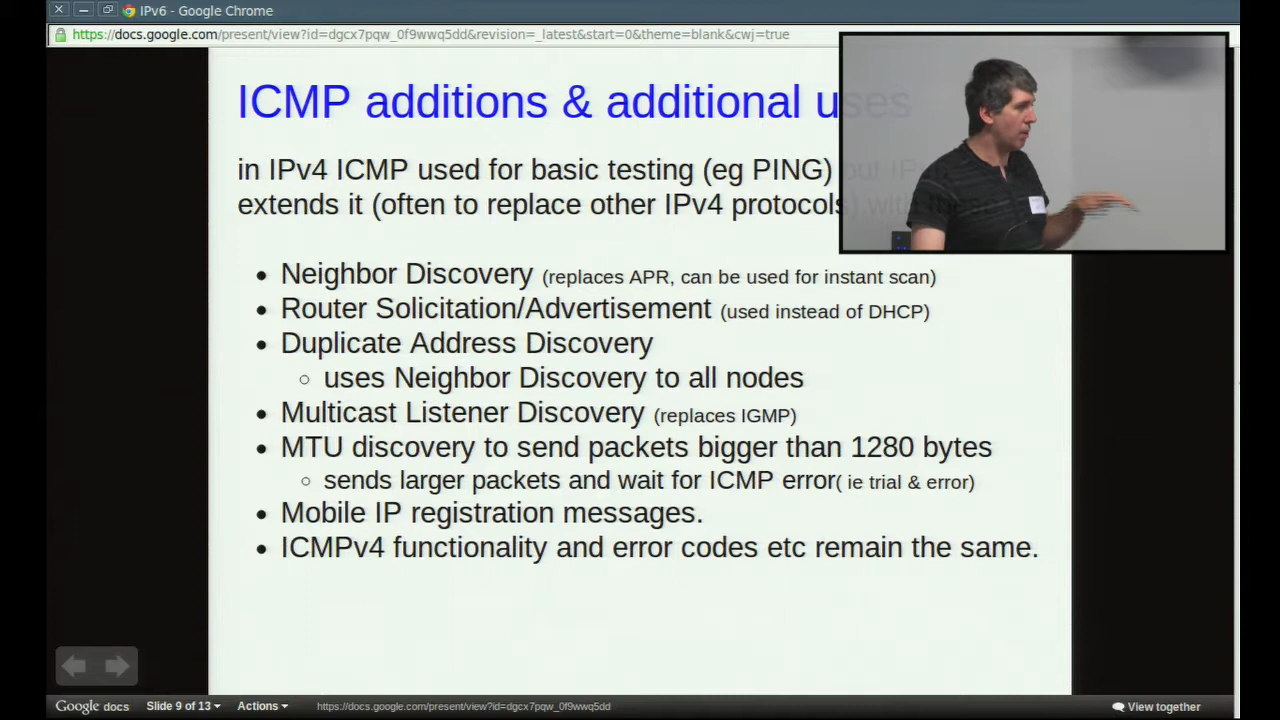 IPv6 - Google Chrome
https://docs.google.com/present/view?id=dgcx7pqw_0f9wwq5dd&revision=_latest&start=0&theme=blank&cwj=true
ICMP additions & additional uses
in IPv4 ICMP used for basic testing (eg PING) but IPv6
extends it (often to replace other IPv4 protocols) with these
• Neighbor Discovery (replaces APR, can be used for instant scan)
• Router Solicitation/Advertisement (used instead of DHCP)
• Duplicate Address Discovery
○ uses Neighbor Discovery to all nodes
• Multicast Listener Discovery (replaces IGMP)
• MTU discovery to send packets bigger than 1280 bytes
○ sends larger packets and wait for ICMP error( ie trial & error)
• Mobile IP registration messages.
• ICMPv4 functionality and error codes etc remain the same.
Google docs Slide 9 of 13 Actions https://docs.google.com/present/view?id=dgcx7pqw_0f9wwq5dd View together